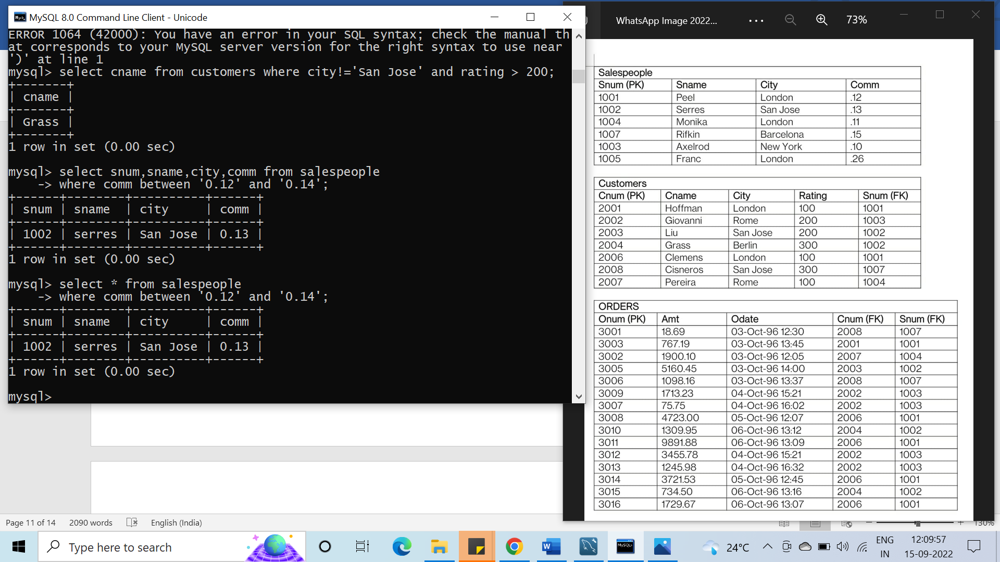 MySQL 8.0 Command Line Client - Unicode
ERROR 1064 (42000): You have an error in your SQL syntax; check the manual th
at corresponds to your MySQL server version for the right syntax to use near
')' at line 1
mysql> select cname from customers where city!='San Jose' and rating > 200;
+-------+
| cname |
+-------+
| Grass |
+-------+
1 row in set (0.00 sec)
mysql> select snum,sname,city,comm from salespeople
    -> where comm between '0.12' and '0.14';
+------+--------+----------+------+
| snum | sname  | city     | comm |
+------+--------+----------+------+
| 1002 | serres | San Jose | 0.13 |
+------+--------+----------+------+
1 row in set (0.00 sec)
mysql> select * from salespeople
    -> where comm between '0.12' and '0.14';
+------+--------+----------+------+
| snum | sname  | city     | comm |
+------+--------+----------+------+
| 1002 | serres | San Jose | 0.13 |
+------+--------+----------+------+
1 row in set (0.00 sec)
mysql>
WhatsApp Image 2022... ... 73%
Salespeople
Snum (PK) Sname City Comm
1001 Peel London .12
1002 Serres San Jose .13
1004 Monika London .11
1007 Rifkin Barcelona .15
1003 Axelrod New York .10
1005 Franc London .26
Customers
Cnum (PK) Cname City Rating Snum (FK)
2001 Hoffman London 100 1001
2002 Giovanni Rome 200 1003
2003 Liu San Jose 200 1002
2004 Grass Berlin 300 1002
2006 Clemens London 100 1001
2008 Cisneros San Jose 300 1007
2007 Pereira Rome 100 1004
ORDERS
Onum (PK) Amt Odate Cnum (FK) Snum (FK)
3001 18.69 03-Oct-96 12:30 2008 1007
3003 767.19 03-Oct-96 13:45 2001 1001
3002 1900.10 03-Oct-96 12:05 2007 1004
3005 5160.45 03-Oct-96 14:00 2003 1002
3006 1098.16 03-Oct-96 13:37 2008 1007
3009 1713.23 04-Oct-96 15:21 2002 1003
3007 75.75 04-Oct-96 16:02 2002 1003
3008 4723.00 05-Oct-96 12:07 2006 1001
3010 1309.95 06-Oct-96 13:12 2004 1002
3011 9891.88 06-Oct-96 13:09 2006 1001
3012 3455.78 04-Oct-96 15:21 2002 1003
3013 1245.98 04-Oct-96 16:32 2002 1003
3014 3721.53 05-Oct-96 12:45 2006 1001
3015 734.50 06-Oct-96 13:16 2004 1002
3016 1729.67 06-Oct-96 13:07 2006 1001
Page 11 of 14 2090 words English (India) 130%
Type here to search 24°C ENG 12:09:57
IN 15-09-2022